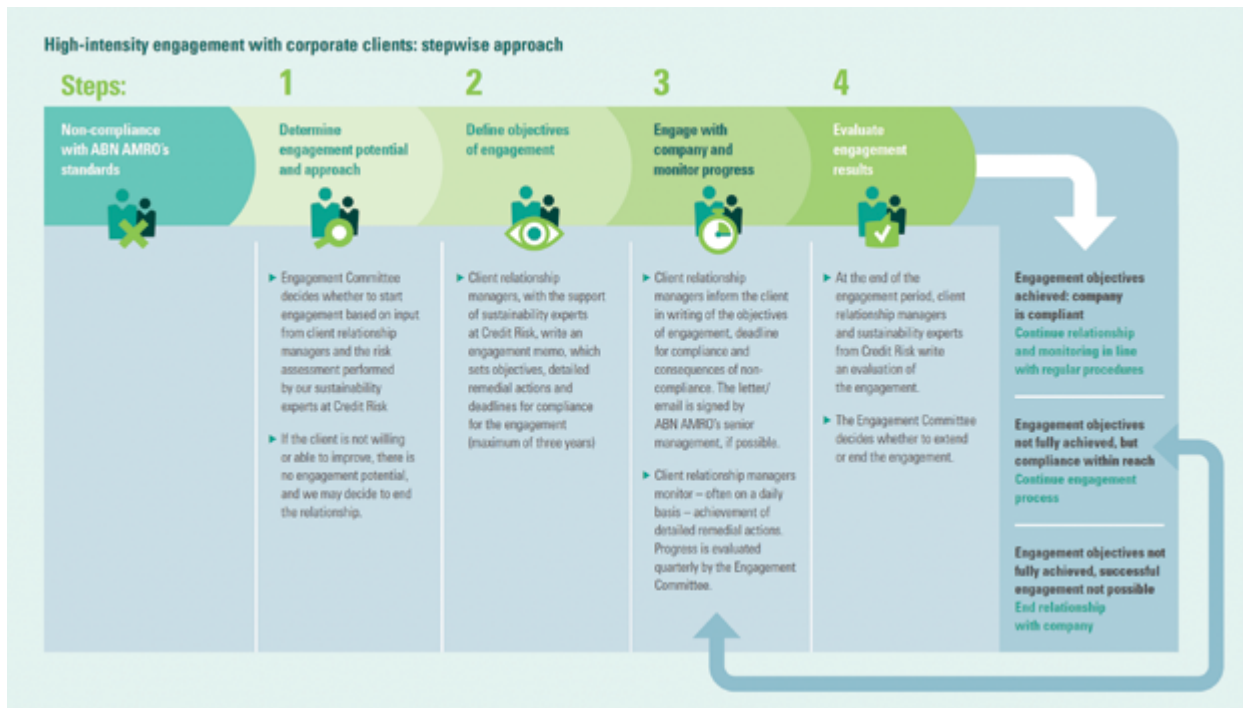 High-intensity engagement with corporate clients: stepwise approach
Steps:
1
2
3
4
Non-compliance
with ABN AMRO's
standards
Determine
engagement potential
and approach
Define objectives
of engagement
Engage with
company and
monitor progress
Evaluate
engagement
results
► Engagement Committee
decides whether to start
engagement based on input
from client relationship
managers and the risk
assessment performed
by our sustainability
experts at Credit Risk
► If the client is not willing
or able to improve, there is
no engagement potential,
and we may decide to end
the relationship.
► Client relationship
managers, with the support
of sustainability experts
at Credit Risk, write an
engagement memo, which
sets objectives, detailed
remedial actions and
deadlines for compliance
for the engagement
(maximum of three years)
► Client relationship
managers inform the client
in writing of the objectives
of engagement, deadline
for compliance and
consequences of non-
compliance. The letter/
email is signed by
ABN AMRO's senior
management, if possible.
► Client relationship managers
monitor – often on a daily
basis – achievement of
detailed remedial actions.
Progress is evaluated
quarterly by the Engagement
Committee.
► At the end of the
engagement period, client
relationship managers
and sustainability experts
from Credit Risk write
an evaluation of
the engagement.
► The Engagement Committee
decides whether to extend
or end the engagement.
Engagement objectives
achieved: company
is compliant
Continue relationship
and monitoring in line
with regular procedures
Engagement objectives
not fully achieved, but
compliance within reach
Continue engagement
process
Engagement objectives not
fully achieved, successful
engagement not possible
End relationship
with company